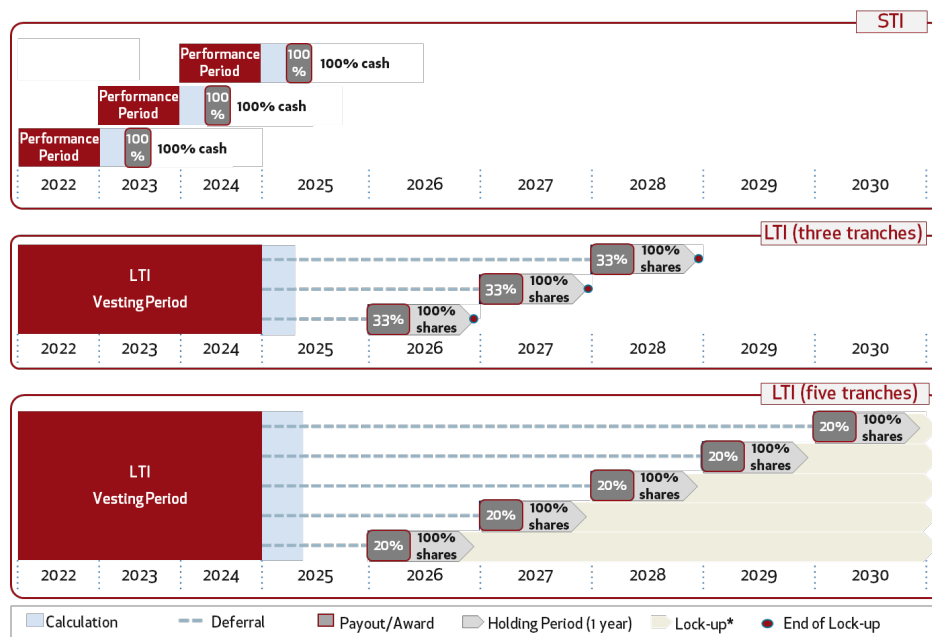 STI
Performance
Period
100
%
100% cash
Performance
Period
100
%
100% cash
Performance
Period
100
%
100% cash
2022 2023 2024 2025 2026 2027 2028 2029 2030
LTI (three tranches)
LTI
Vesting Period
33%
100%
shares
33%
100%
shares
33%
100%
shares
2022 2023 2024 2025 2026 2027 2028 2029 2030
LTI (five tranches)
LTI
Vesting Period
20%
100%
shares
20%
100%
shares
20%
100%
shares
20%
100%
shares
20%
100%
shares
2022 2023 2024 2025 2026 2027 2028 2029 2030
Calculation Deferral Payout/Award Holding Period (1 year) Lock-up* End of Lock-up